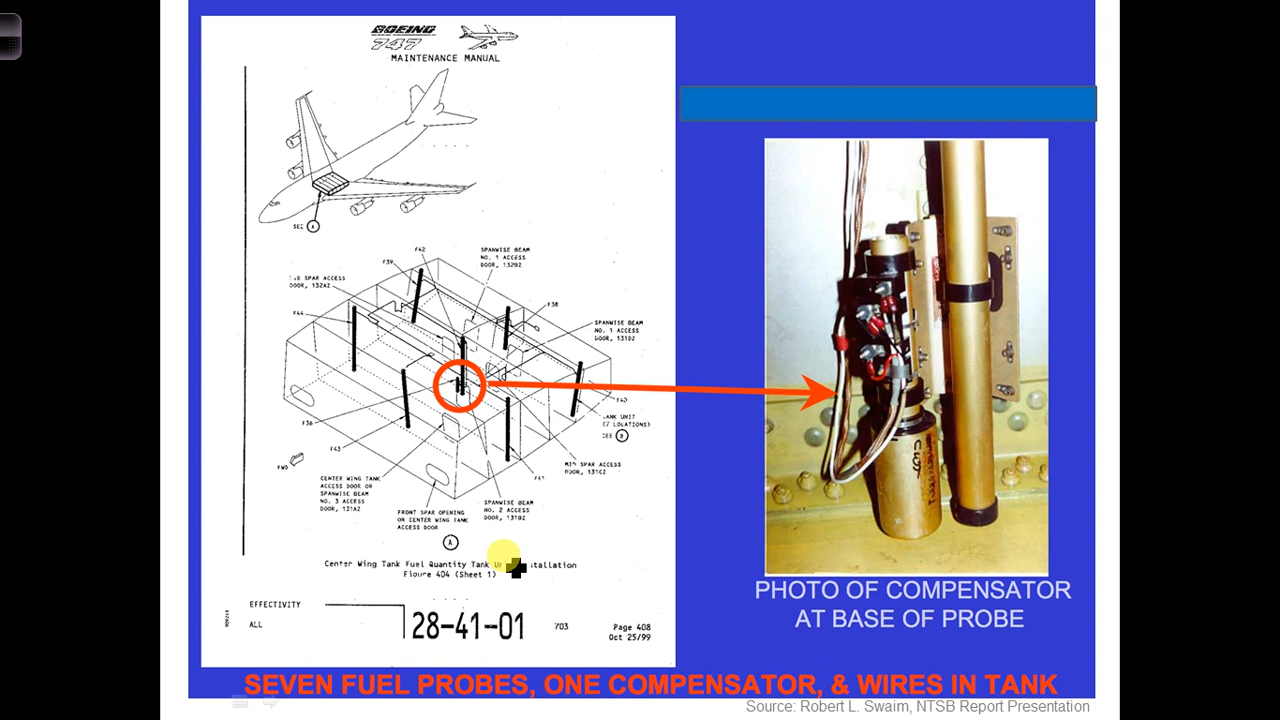 BOEING
747
MAINTENANCE MANUAL
SEE A
F42
SPANWISE BEAM
NO. 1 ACCESS
DOOR, 132BZ
F39
SPAR ACCESS
DOOR, 132AZ
F44
F38
SPANWISE BEAM
NO. 1 ACCESS
DOOR, 131DZ
F40
TANK UNIT
(7 LOCATIONS)
SEE B
F36
F43
FWD
MID SPAR ACCESS
DOOR, 131CZ
F41
CENTER WING TANK
ACCESS DOOR OR
SPANWISE BEAM
NO. 3 ACCESS
DOOR, 131AZ
FRONT SPAR OPENING
OR CENTER WING TANK
ACCESS DOOR
SPANWISE BEAM
NO. 2 ACCESS
DOOR, 131BZ
A
Center Wing Tank Fuel Quantity Tank
Figure 404 (Sheet 1)
EFFECTIVITY
ALL
28-41-01
703
Page 408
Oct 25/99
PHOTO OF COMPENSATOR
AT BASE OF PROBE
SEVEN FUEL PROBES, ONE COMPENSATOR, & WIRES IN TANK
Source: Robert L. Swaim, NTSB Report Presentation